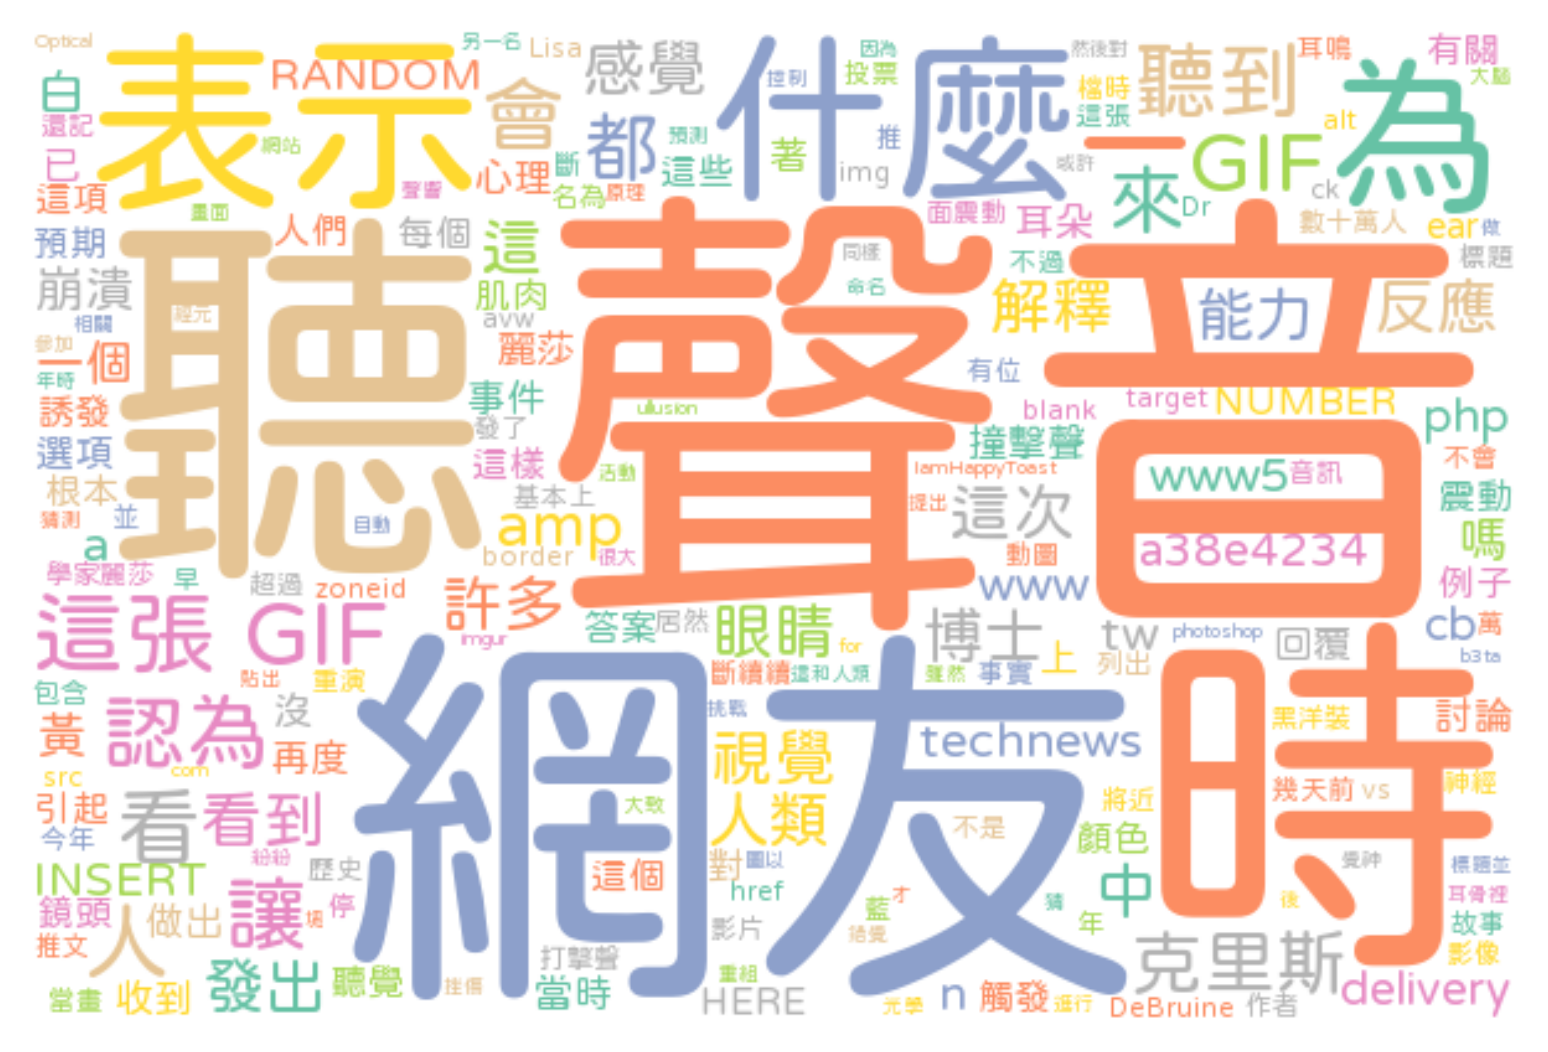 Optical
表示
RANDOM
另一名
Lisa
感覺
什麼
控制
因為
投票
然後對
檔時
這張
聽到
耳鳴
有關
大腦
白
還記
已
這項
網站
聲響
畫面
會
心理
斷
名為
原理
都
預測
這些
著
推
img
或許
一
來
GIF
alt
ck
為
Dr
數十萬人
ear
做
標題
預期
人們
每個
這
肌肉
avw
面震動
耳朵
同樣
命名
不過
解釋
能力
反應
崩潰
相關
參加
一個
年時
誘發
選項
根本
猜測
並
a
聽
聲音
麗莎
事件
發了
這樣
基本上
自動
border
很大
amp
ullusion
活動
有位
blank
撞擊聲
IamHappyToast
提出
這次
動圖
www
target
NUMBER
www5
音訊
a38e4234
php
不會
震動
嗎
例子
學家麗莎
早
超過
zoneid
許多
imgur
答案
居然
眼睛
for
博士
tw
photoshop
回覆
cb
萬
b3ta
這張 GIF
包含
貼出
重演
斷續續
這和人類
雖然
事實
上
列出
黃
認為
沒
再度
com
src
引起
今年
看
看到
紛紛
歷史
網友
時
挑戰
視覺
人類
大致
這個
對
圖以
href
影片
technews
不是
將近
顏色
黑洋裝
討論
幾天前
vs
神經
覺神
標題並
耳骨裡
故事
影像
INSERT
鏡頭
推文
人
做出
讓
停
當畫
收到
發出
聽覺
打擊聲
當時
重組
HERE
才
藍
猜
年
中
後
光學
n
觸發
進行
DeBruine
作者
克里斯
delivery